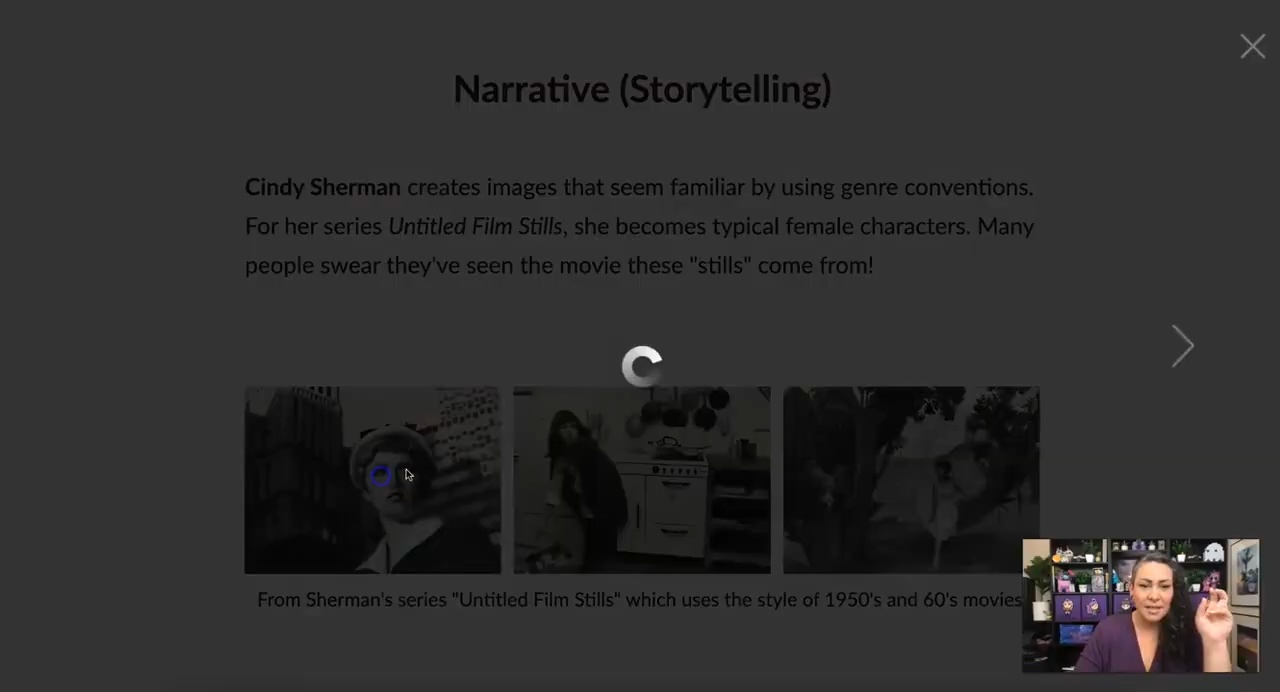 Narrative (Storytelling)
Cindy Sherman creates images that seem familiar by using genre conventions.
For her series Untitled Film Stills, she becomes typical female characters. Many
people swear they've seen the movie these "stills" come from!
From Sherman's series "Untitled Film Stills" which uses the style of 1950's and 60's movies